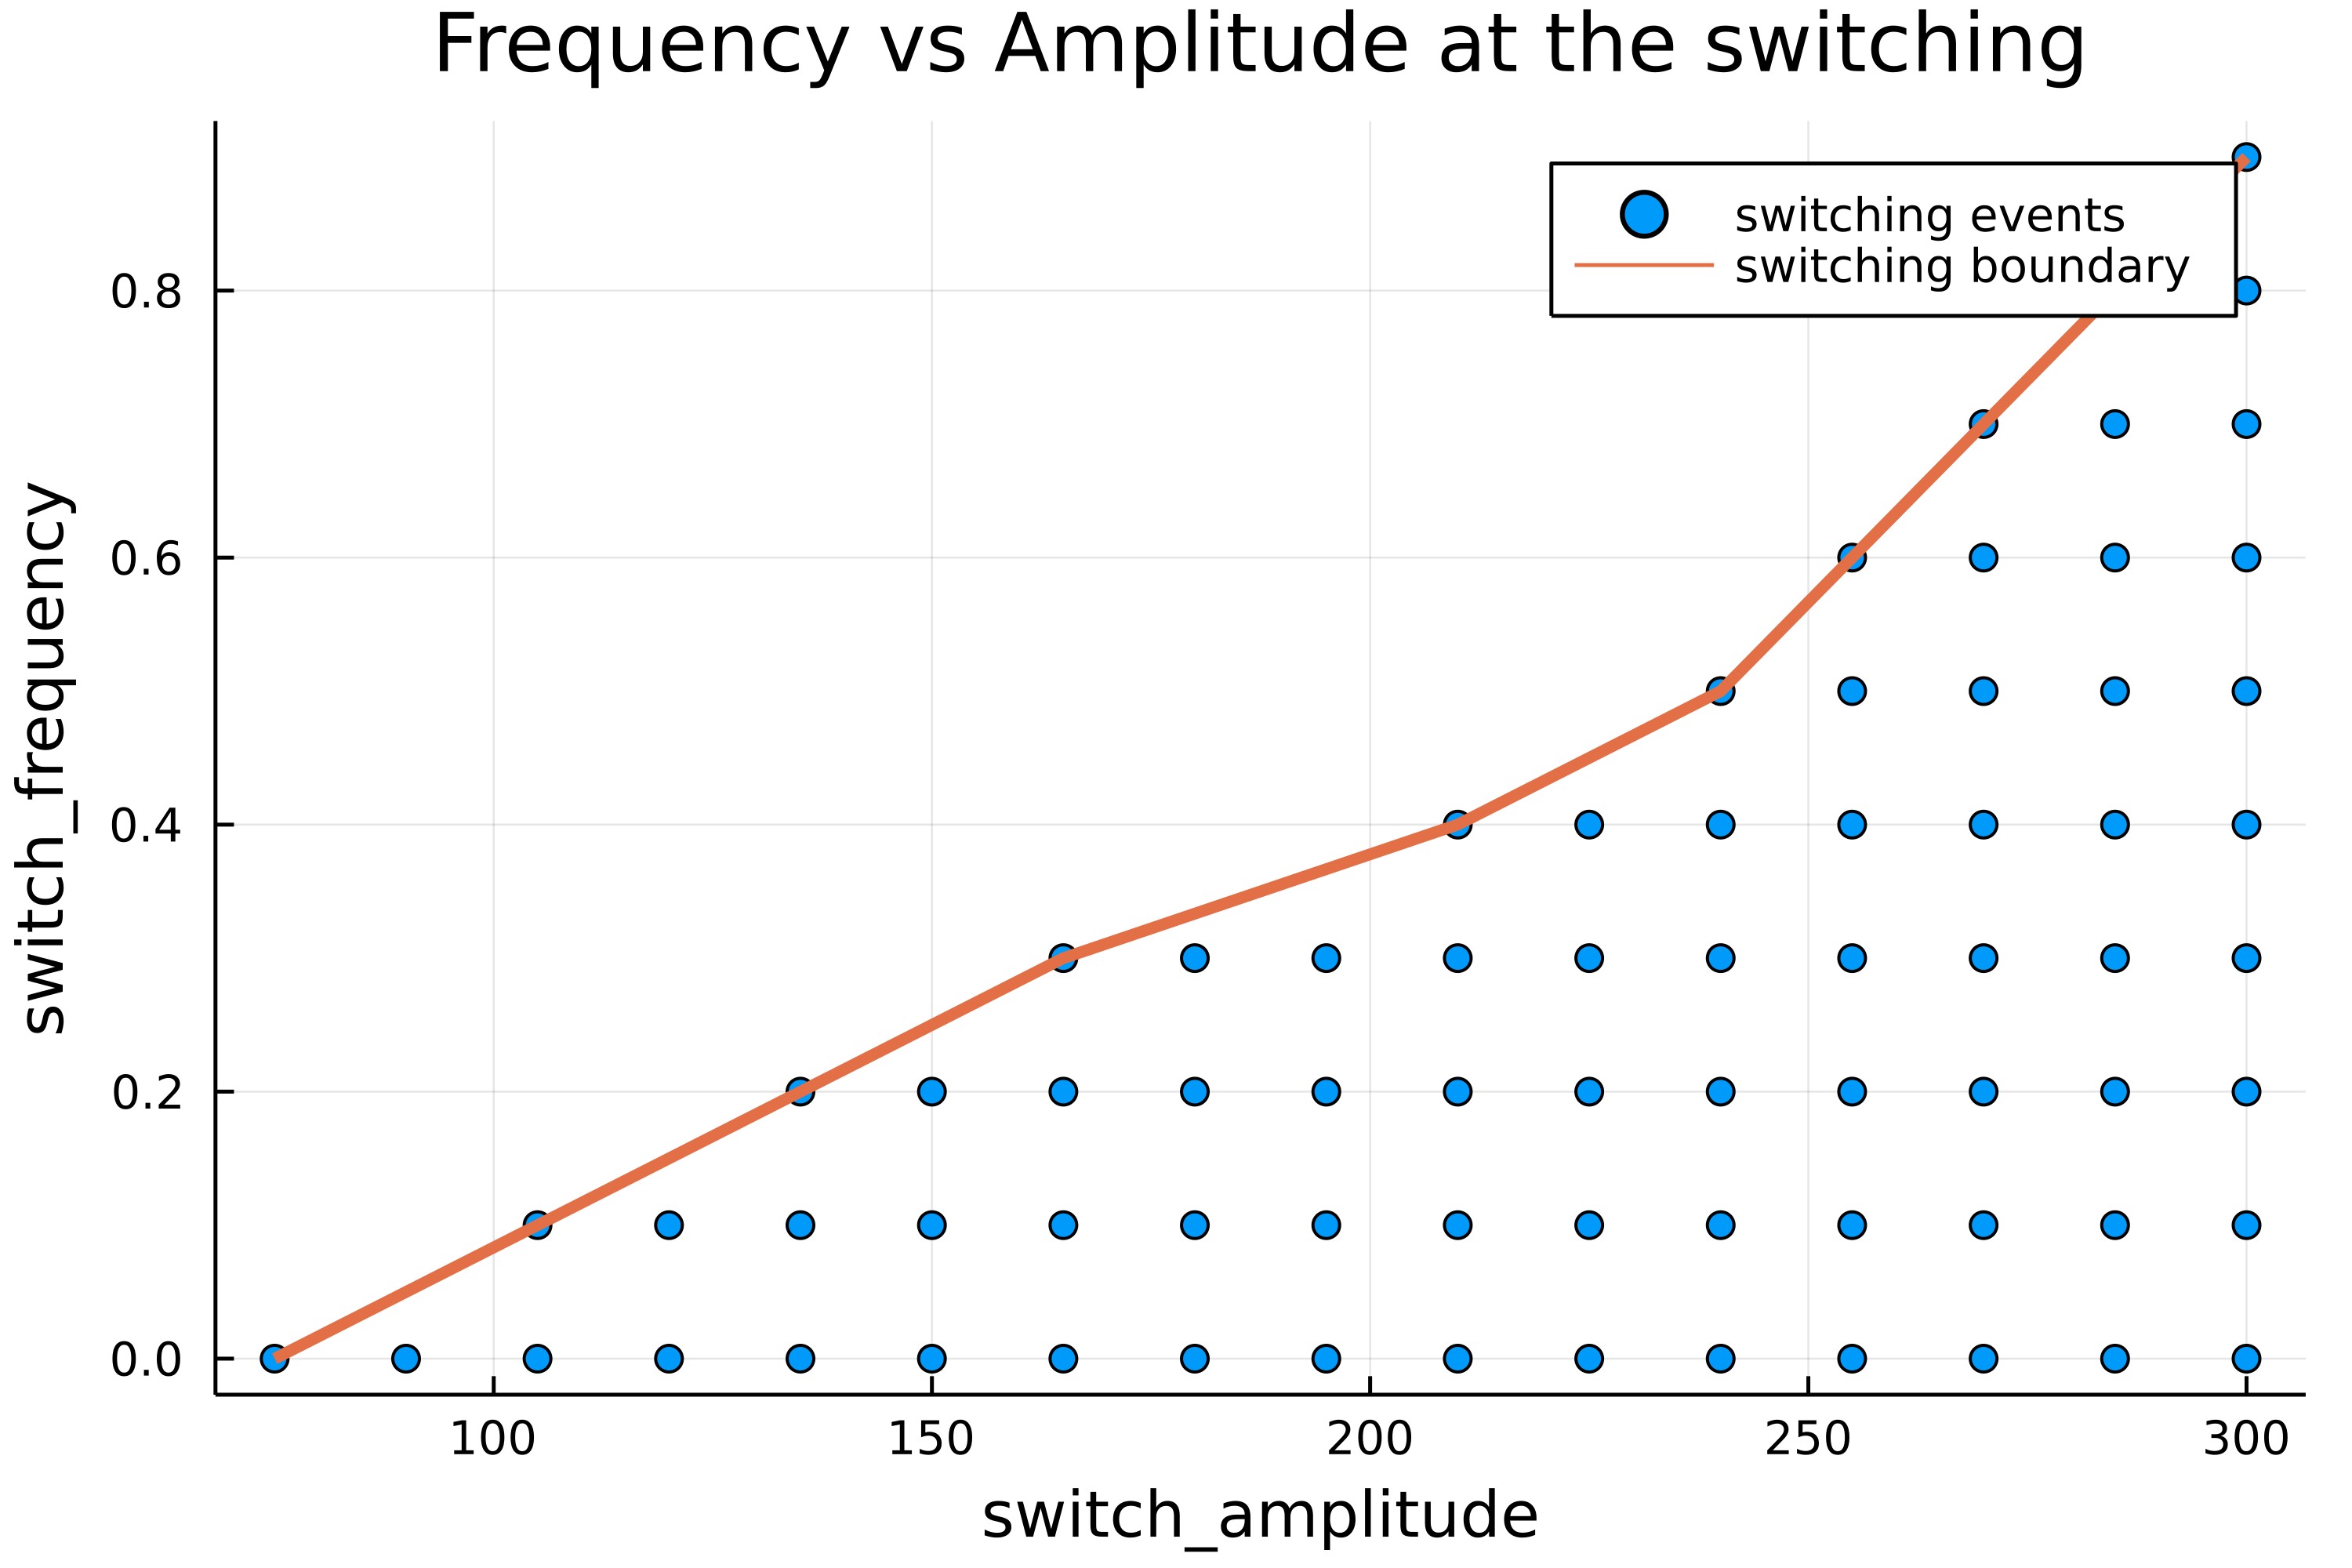 Frequency vs Amplitude at the switching
switching events
switching boundary
switch_frequency
0.8
0.6
0.4
0.2
0.0
100 150 200 250 300
switch_amplitude